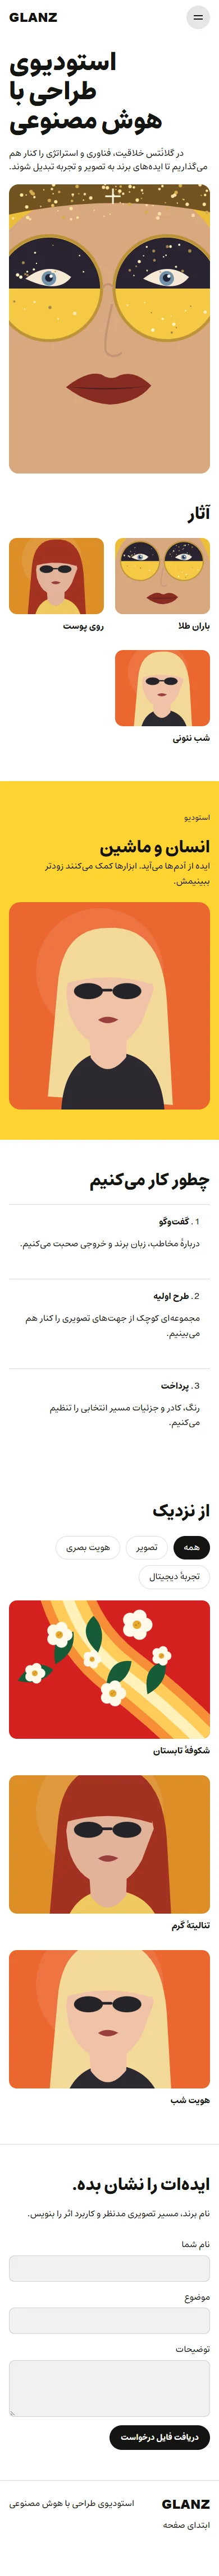 GLANZ
استودیوی
طراحی با
هوش مصنوعی
در گلانتس خلاقیت، فناوری و استراتژی را کنار هم
می‌گذاریم تا ایده‌های برند به تصویر و تجربه تبدیل شوند.
آثار
باران طلا
روی پوست
شب نئونی
استودیو
انسان و ماشین
ایده از آدم‌ها می‌آید. ابزارها کمک می‌کنند زودتر
ببینیمش.
چطور کار می‌کنیم
1. گفت‌وگو
دربارهٔ مخاطب، زبان برند و خروجی صحبت می‌کنیم.
2. طرح اولیه
مجموعه‌ای کوچک از جهت‌های تصویری را کنار هم
می‌بینیم.
3. پرداخت
رنگ، کادر و جزئیات مسیر انتخابی را تنظیم
می‌کنیم.
از نزدیک
همه
تصویر
هویت بصری
تجربهٔ دیجیتال
شکوفهٔ تابستان
تنالیتهٔ گرم
هویت شب
ایده‌ات را نشان بده.
نام برند، مسیر تصویری مدنظر و کاربرد اثر را بنویس.
نام شما
موضوع
توضیحات
دریافت فایل درخواست
GLANZ
استودیوی طراحی با هوش مصنوعی
ابتدای صفحه